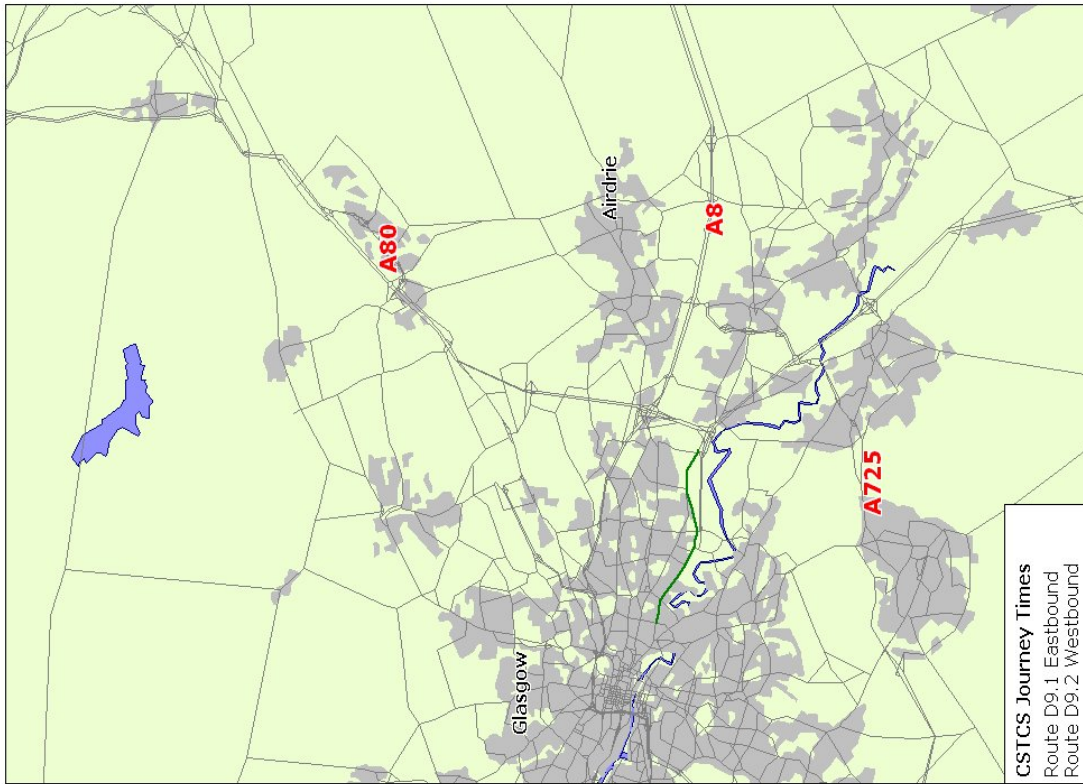 A80
Airdrie
A8
Glasgow
A725
CSTCS Journey Times
Route D9.1 Eastbound
Route D9.2 Westbound